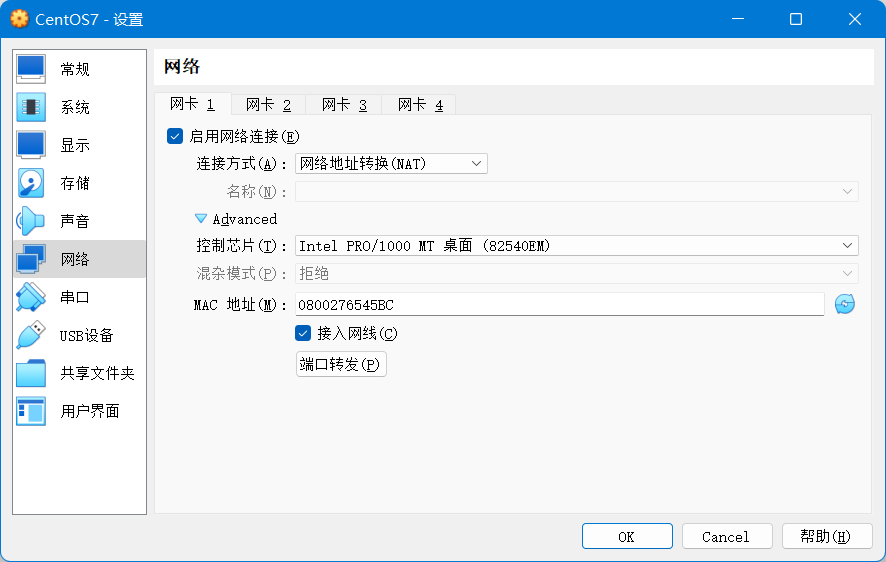 CentOS7 - 设置
常规
系统
显示
存储
声音
网络
串口
USB设备
共享文件夹
用户界面
网络
网卡 1 网卡 2 网卡 3 网卡 4
启用网络连接(E)
连接方式(A): 网络地址转换(NAT)
名称(N):
Advanced
控制芯片(T): Intel PRO/1000 MT 桌面 (82540EM)
混杂模式(P): 拒绝
MAC 地址(M): 0800276545BC
接入网线(C)
端口转发(P)
OK Cancel 帮助(H)